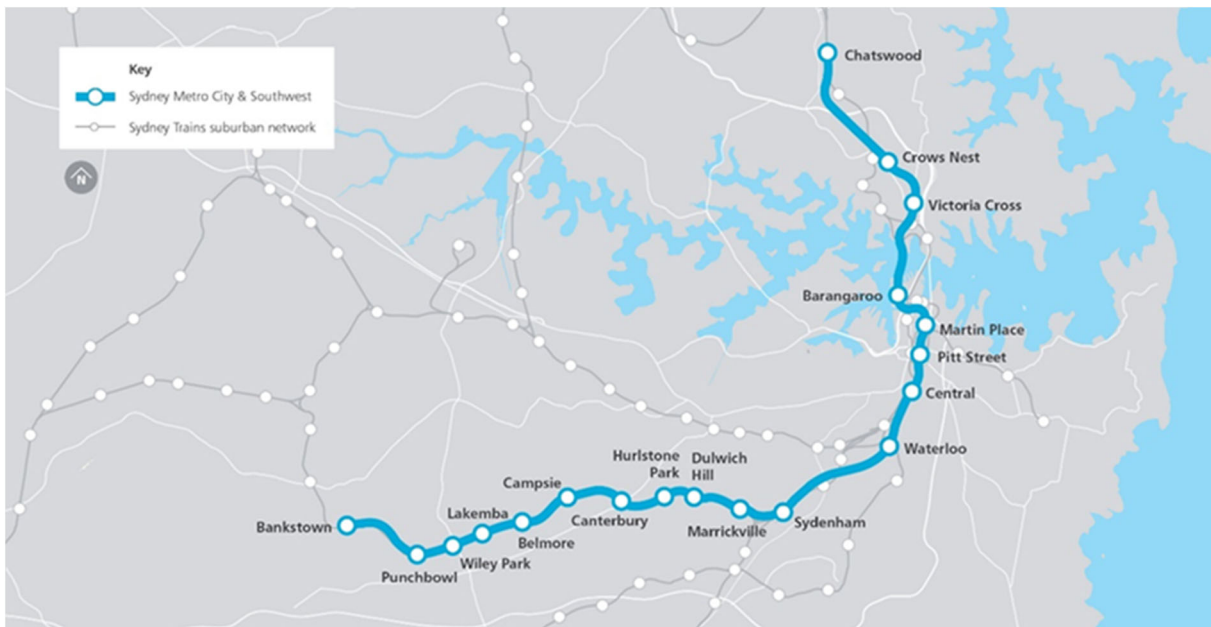 Key
Sydney Metro City & Southwest
Sydney Trains suburban network
N
Chatswood
Crows Nest
Victoria Cross
Barangaroo
Martin Place
Pitt Street
Central
Waterloo
Sydenham
Marrickville
Dulwich
Hill
Hurlstone
Park
Canterbury
Campsie
Belmore
Lakemba
Wiley Park
Punchbowl
Bankstown